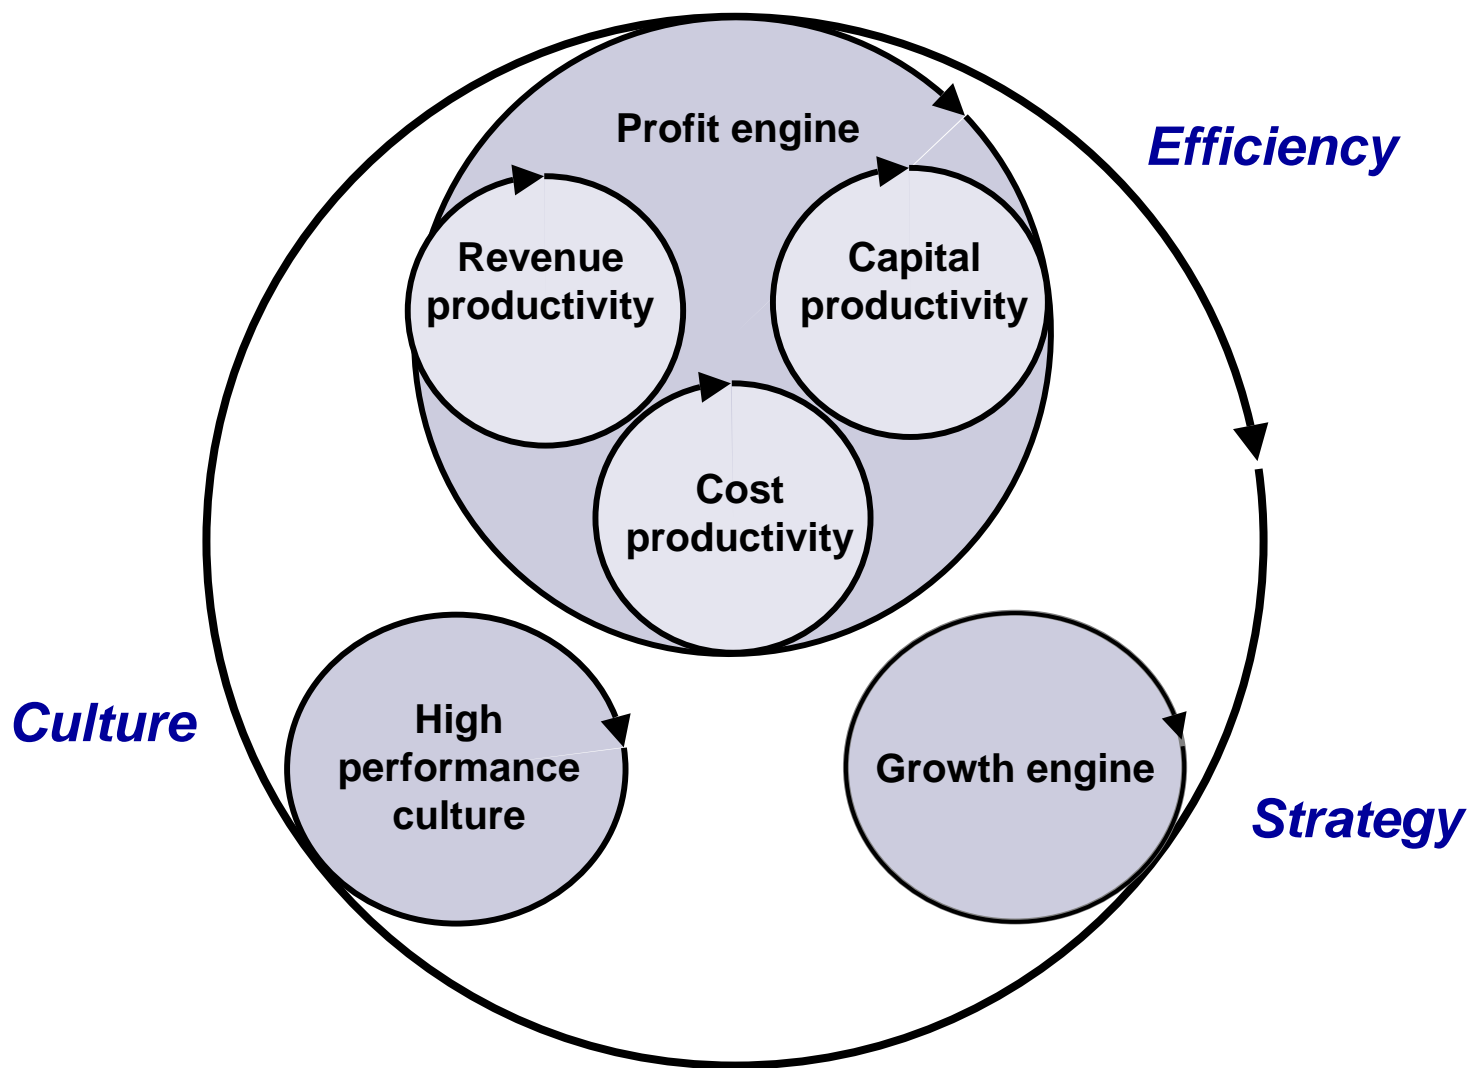 Profit engine
Efficiency
Revenue
productivity
Capital
productivity
Cost
productivity
Culture
High
performance
culture
Growth engine
Strategy